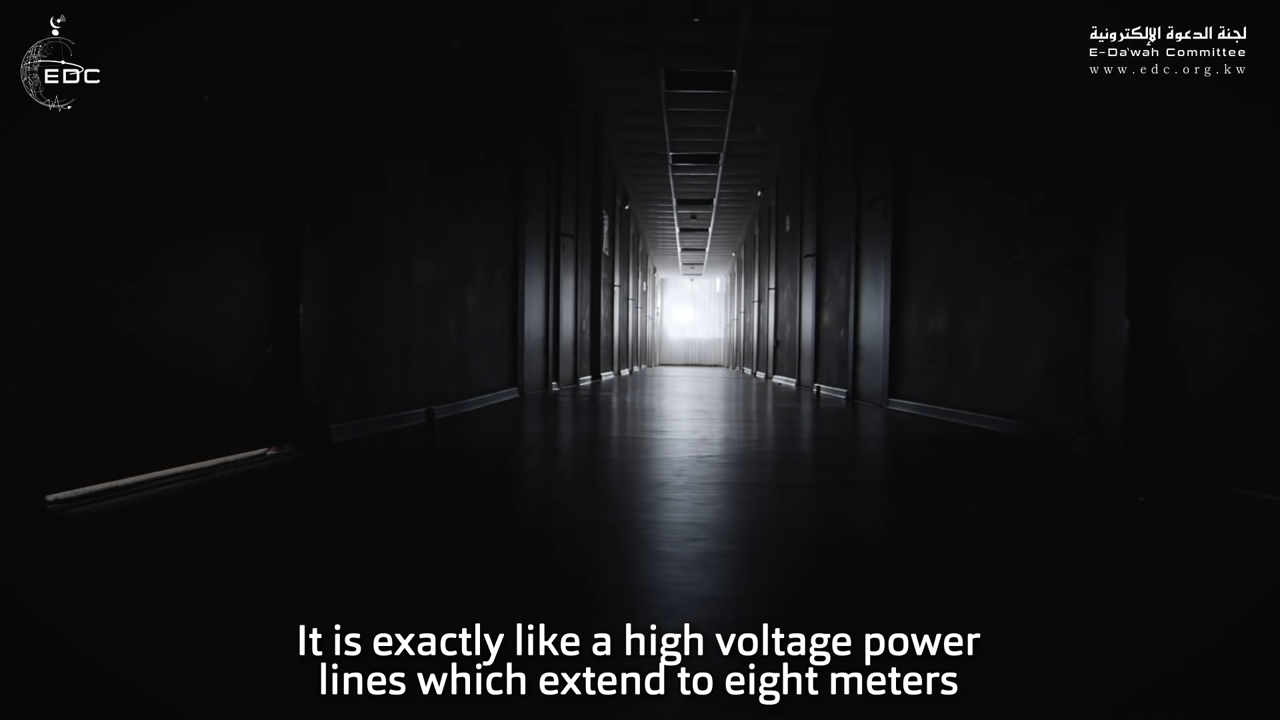 EDC
لجنة الدعوة الإلكترونية
E-Da'wah Committee
www.edc.org.kw
It is exactly like a high voltage power
lines which extend to eight meters